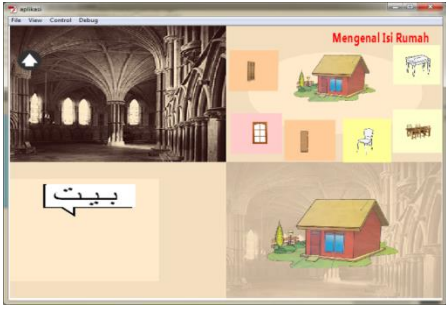 aplikasi
File View Control Debug
Mengenal Isi Rumah
بيت